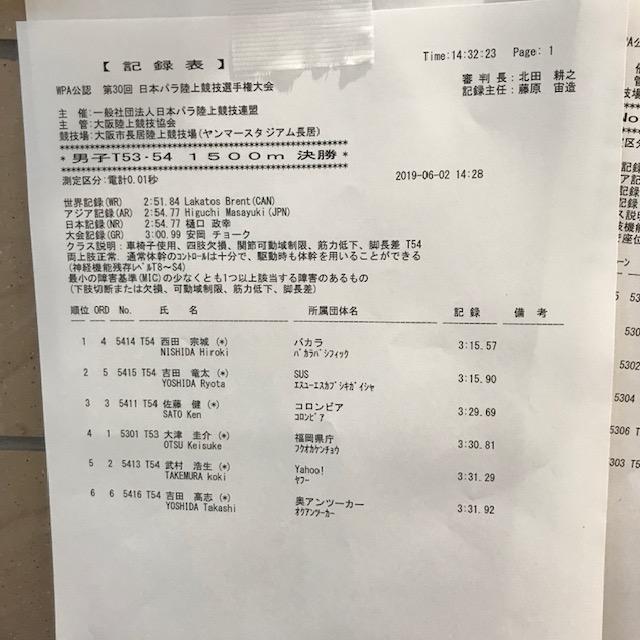 【 記 録 表 】
Time:14:32:23 Page: 1
WPA公認 第30回 日本パラ陸上競技選手権大会
審 判 長 : 北田 耕之
記録主任 : 藤原 宙造
主 催 : 一般社団法人日本パラ陸上競技連盟
主 管 : 大阪陸上競技協会
競技場 : 大阪市長居陸上競技場(ヤンマースタジアム長居)
* 男子T53-54 1500m 決勝 *
測定区分:電計0.01秒
2019-06-02 14:28
世界記録(WR) 2:51.84 Lakatos Brent(CAN)
アジア記録(AR) 2:54.77 Higuchi Masayuki(JPN)
日本記録(NR) 2:54.77 樋口 政幸
大会記録(GR) 3:00.99 安岡 チョーク
クラス説明 : 車椅子使用、四肢欠損、関節可動域制限、筋力低下、脚長差 T54
両上肢正常. 通常体幹のコントロールは十分で、駆動時も体幹を用いることができる
(神経機能残存レベルT8~S4)
最小の障害基準(MIC)の少なくとも1つ以上該当する障害のあるもの
(下肢切断または欠損、可動域制限、筋力低下、脚長差)
順位 ORD No. 氏 名 所属団体名 記 録 備 考
1 4 5414 T54 西田 宗城 (*) バカラ 3:15.57
NISHIDA Hiroki バカラパシフィック
2 5 5415 T54 吉田 竜太 (*) SUS 3:15.90
YOSHIDA Ryota エスユーエスカブシキガイシャ
3 3 5411 T54 佐藤 健 (*) コロンビア 3:29.69
SATO Ken コロンビア
4 1 5301 T53 大津 圭介 (*) 福岡県庁 3:30.81
OTSU Keisuke フクオカケンチョウ
5 2 5413 T54 武村 浩生 (*) Yahoo! 3:31.29
TAKEMURA koki ヤフー
6 6 5416 T54 吉田 高志 (*) 奥アンツーカー 3:31.92
YOSHIDA Takashi オクアンツーカー